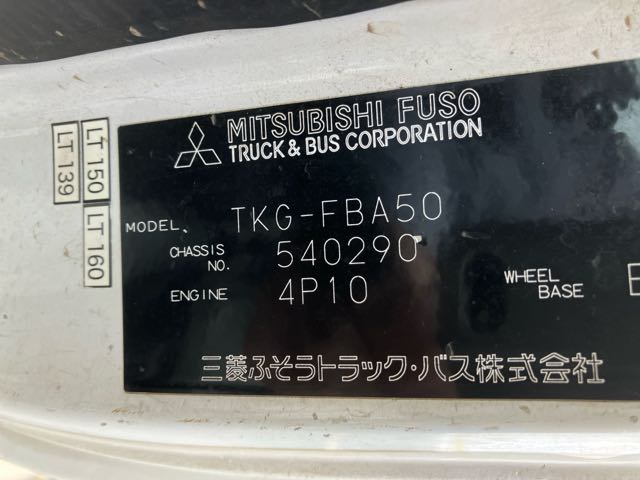 MITSUBISHI FUSO
TRUCK & BUS CORPORATION
LT 139
LT 150
LT 160
MODEL. TKG-FBA50
CHASSIS NO. 540290
ENGINE 4P10
WHEEL BASE
三菱ふそうトラック・バス株式会社